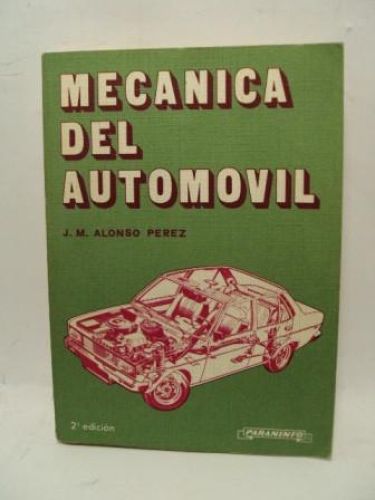 MECANICA
DEL
AUTOMOVIL
J. M. ALONSO PEREZ
2ª edición
PARANINFO